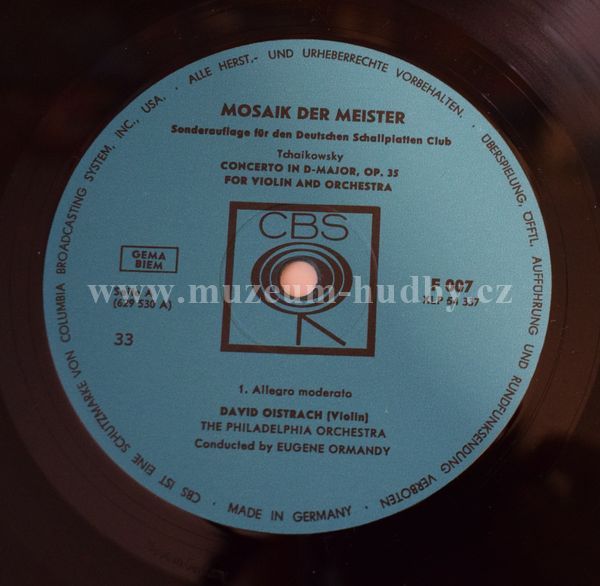 ALLE HERST.- UND URHEBERRECHTE VORBEHALTEN. · ÜBERSPIELUNG, ÖFFTL. AUFFÜHRUNG UND RUNDFUNKSENDUNG VERBOTEN
MOSAIK DER MEISTER
Sonderauflage für den Deutschen Schallplatten Club
Tchaikowsky
CONCERTO IN D-MAJOR, OP. 35
FOR VIOLIN AND ORCHESTRA
CBS
GEMA
BIEM
Seite A
(629 530 A)
33
E 007
www.muzeum-hudby.cz
1. Allegro moderato
DAVID OISTRACH (Violin)
THE PHILADELPHIA ORCHESTRA
Conducted by EUGENE ORMANDY
· MADE IN GERMANY ·
CBS IST EINE SCHUTZMARKE VON COLUMBIA BROADCASTING SYSTEM, INC., USA. ·